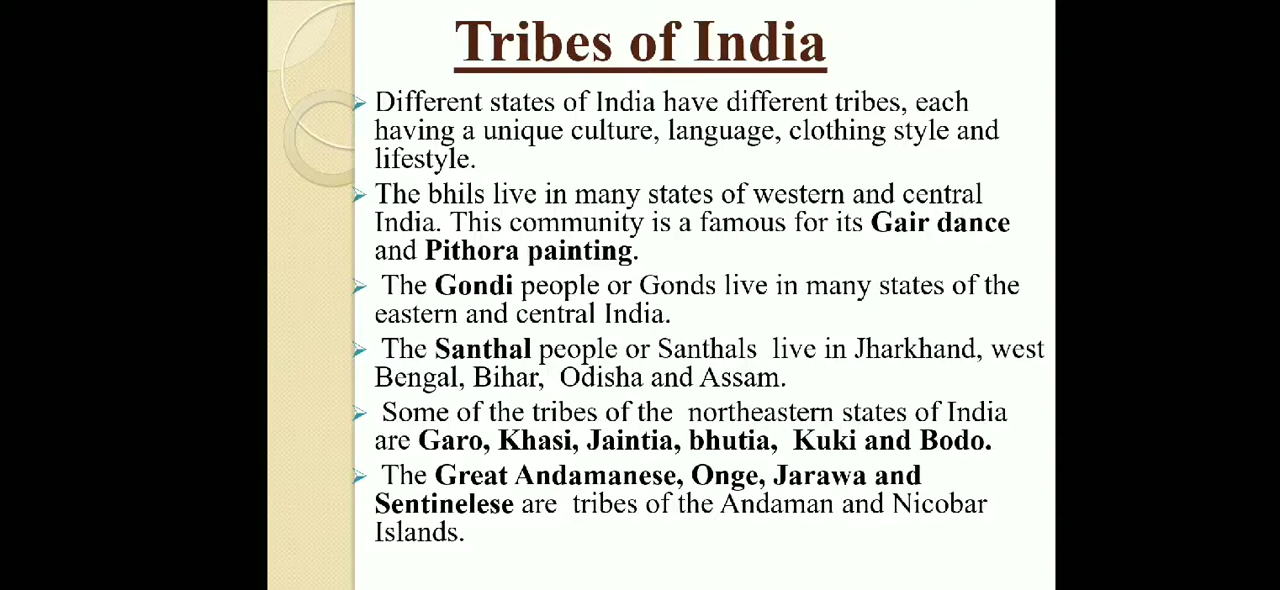 Tribes of India
Different states of India have different tribes, each
having a unique culture, language, clothing style and
lifestyle.
The bhils live in many states of western and central
India. This community is a famous for its Gair dance
and Pithora painting.
The Gondi people or Gonds live in many states of the
eastern and central India.
The Santhal people or Santhals live in Jharkhand, west
Bengal, Bihar, Odisha and Assam.
Some of the tribes of the northeastern states of India
are Garo, Khasi, Jaintia, bhutia, Kuki and Bodo.
The Great Andamanese, Onge, Jarawa and
Sentinelese are tribes of the Andaman and Nicobar
Islands.